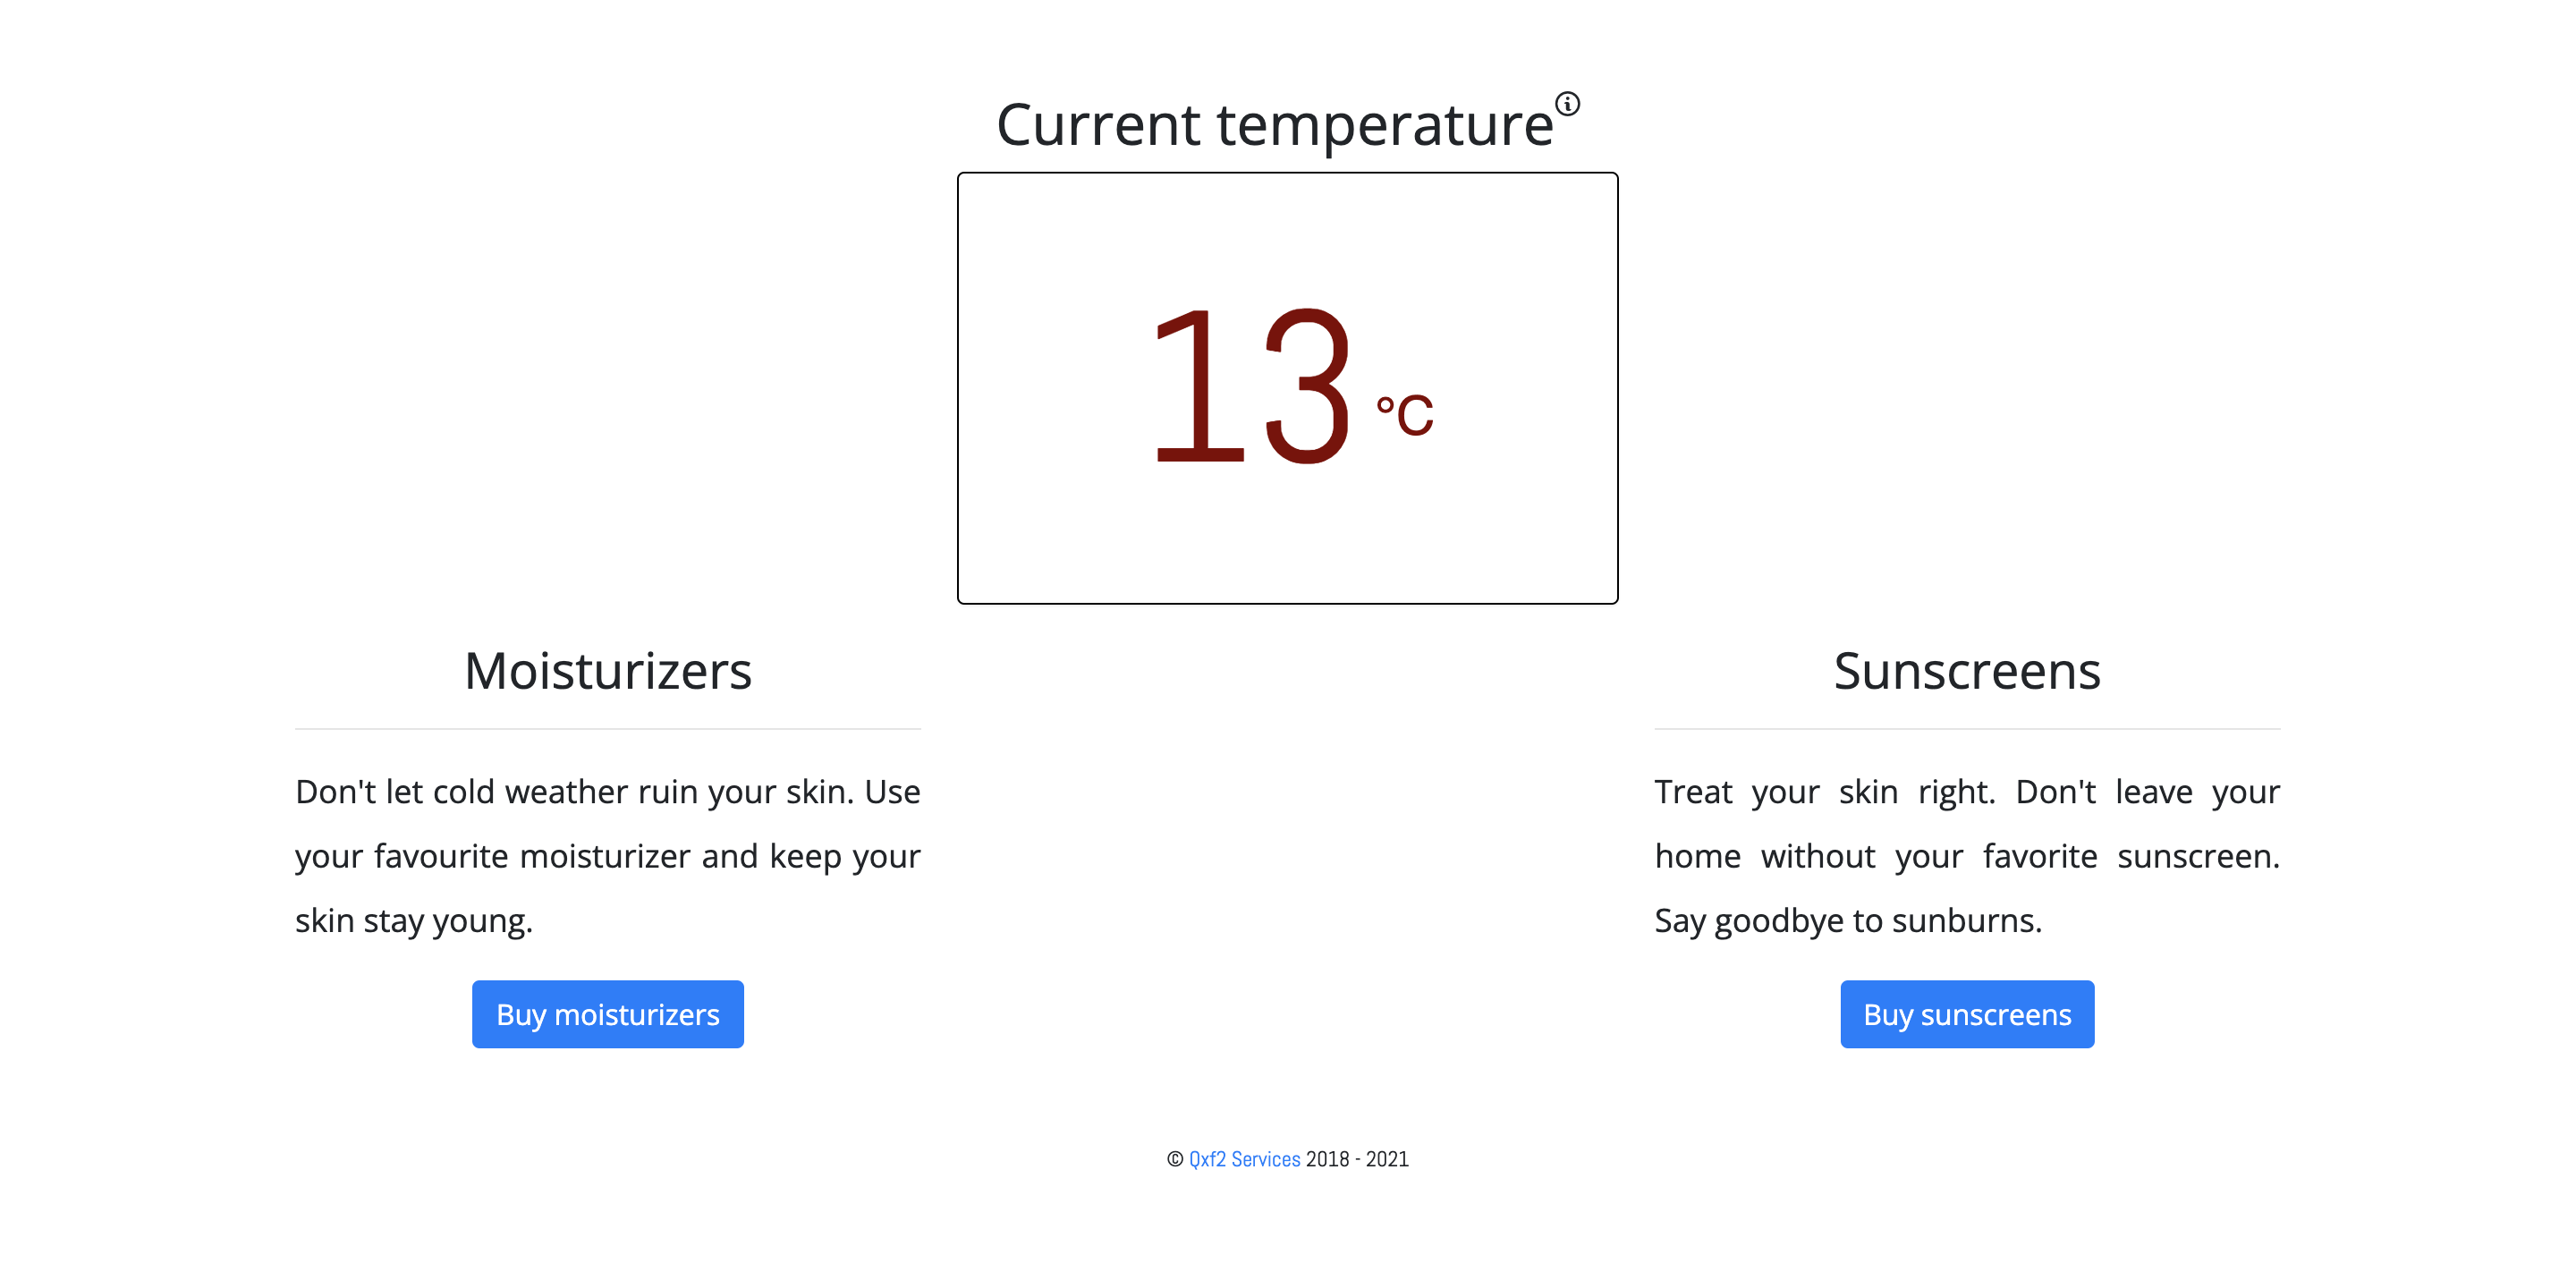 Current temperature
13 °C
Moisturizers
Don't let cold weather ruin your skin. Use
your favourite moisturizer and keep your
skin stay young.
Buy moisturizers
Sunscreens
Treat your skin right. Don't leave your
home without your favorite sunscreen.
Say goodbye to sunburns.
Buy sunscreens
© Qxf2 Services 2018 - 2021